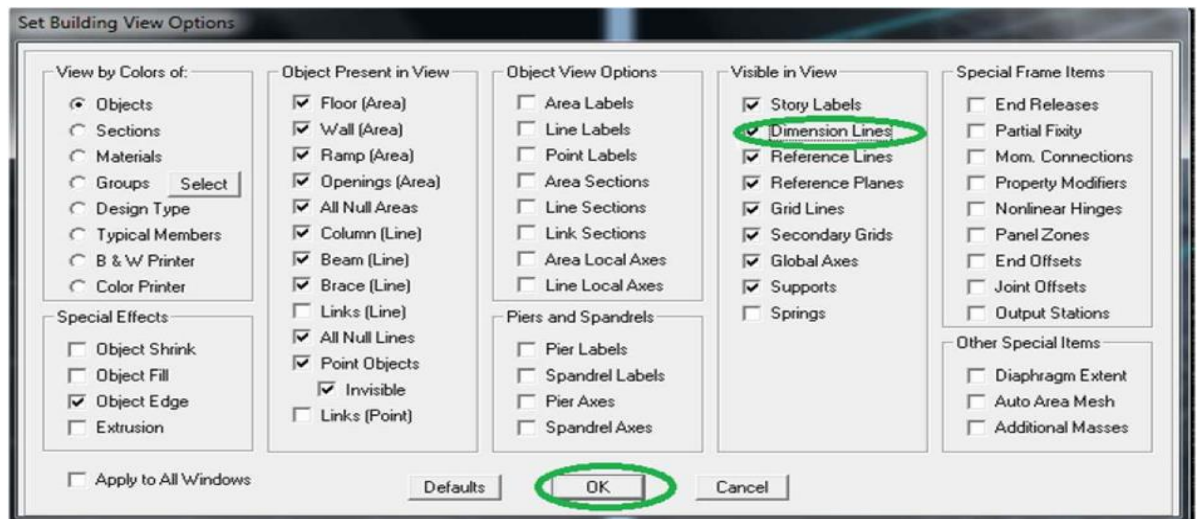 Set Building View Options
View by Colors of:
Objects
Sections
Materials
Groups Select
Design Type
Typical Members
B & W Printer
Color Printer
Special Effects
Object Shrink
Object Fill
Object Edge
Extrusion
Object Present in View
Floor (Area)
Wall (Area)
Ramp (Area)
Openings (Area)
All Null Areas
Column (Line)
Beam (Line)
Brace (Line)
Links (Line)
All Null Lines
Point Objects
Invisible
Links (Point)
Object View Options
Area Labels
Line Labels
Point Labels
Area Sections
Line Sections
Link Sections
Area Local Axes
Line Local Axes
Piers and Spandrels
Pier Labels
Spandrel Labels
Pier Axes
Spandrel Axes
Visible in View
Story Labels
Dimension Lines
Reference Lines
Reference Planes
Grid Lines
Secondary Grids
Global Axes
Supports
Springs
Special Frame Items
End Releases
Partial Fixity
Mom. Connections
Property Modifiers
Nonlinear Hinges
Panel Zones
End Offsets
Joint Offsets
Output Stations
Other Special Items
Diaphragm Extent
Auto Area Mesh
Additional Masses
Apply to All Windows
Defaults OK Cancel